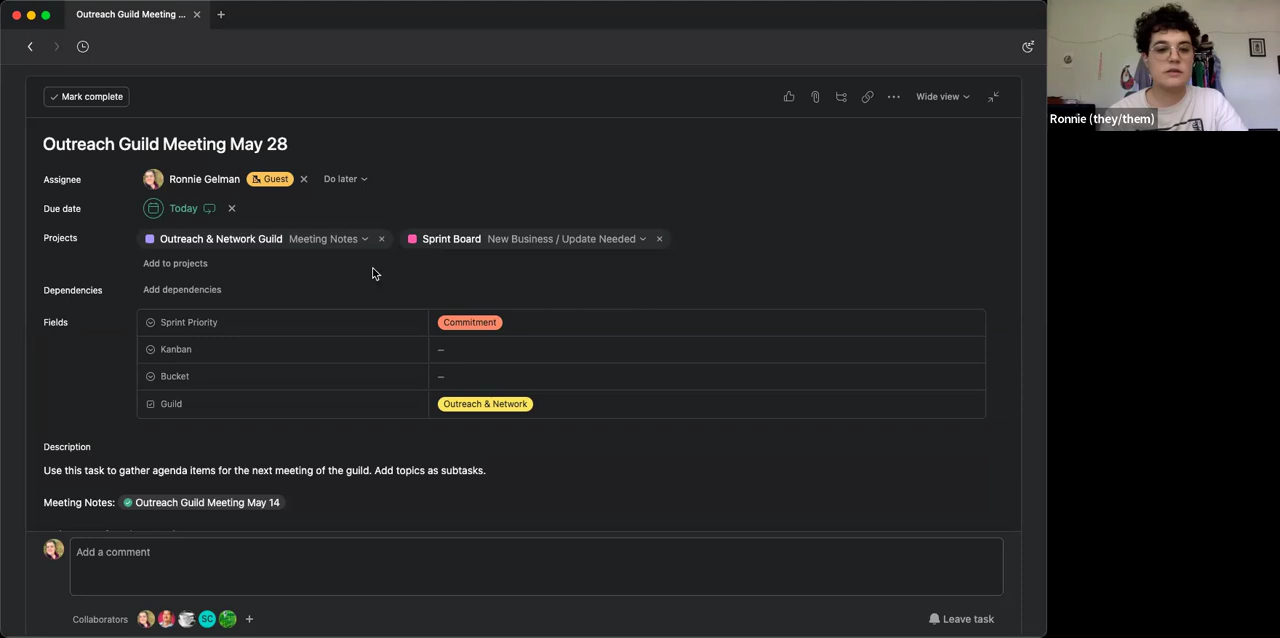 Outreach Guild Meeting ...
Mark complete
Wide view
Ronnie (they/them)
Outreach Guild Meeting May 28
Assignee Ronnie Gelman Guest Do later
Due date Today
Projects Outreach & Network Guild Meeting Notes Sprint Board New Business / Update Needed
Add to projects
Dependencies Add dependencies
Fields Sprint Priority Commitment
Kanban –
Bucket –
Guild Outreach & Network
Description
Use this task to gather agenda items for the next meeting of the guild. Add topics as subtasks.
Meeting Notes: Outreach Guild Meeting May 14
Add a comment
Collaborators SC + Leave task